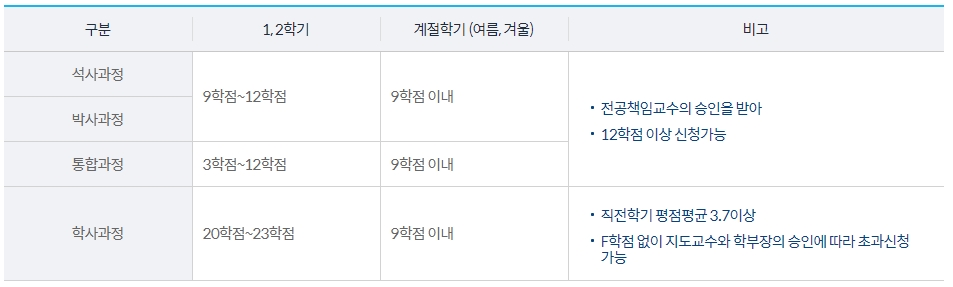 구분 1, 2학기 계절학기 (여름, 겨울) 비고
석사과정
9학점~12학점 9학점 이내
박사과정
• 전공책임교수의 승인을 받아
• 12학점 이상 신청가능
통합과정 3학점~12학점 9학점 이내
학사과정 20학점~23학점 9학점 이내
• 직전학기 평점평균 3.7이상
• F학점 없이 지도교수와 학부장의 승인에 따라 초과신청
가능